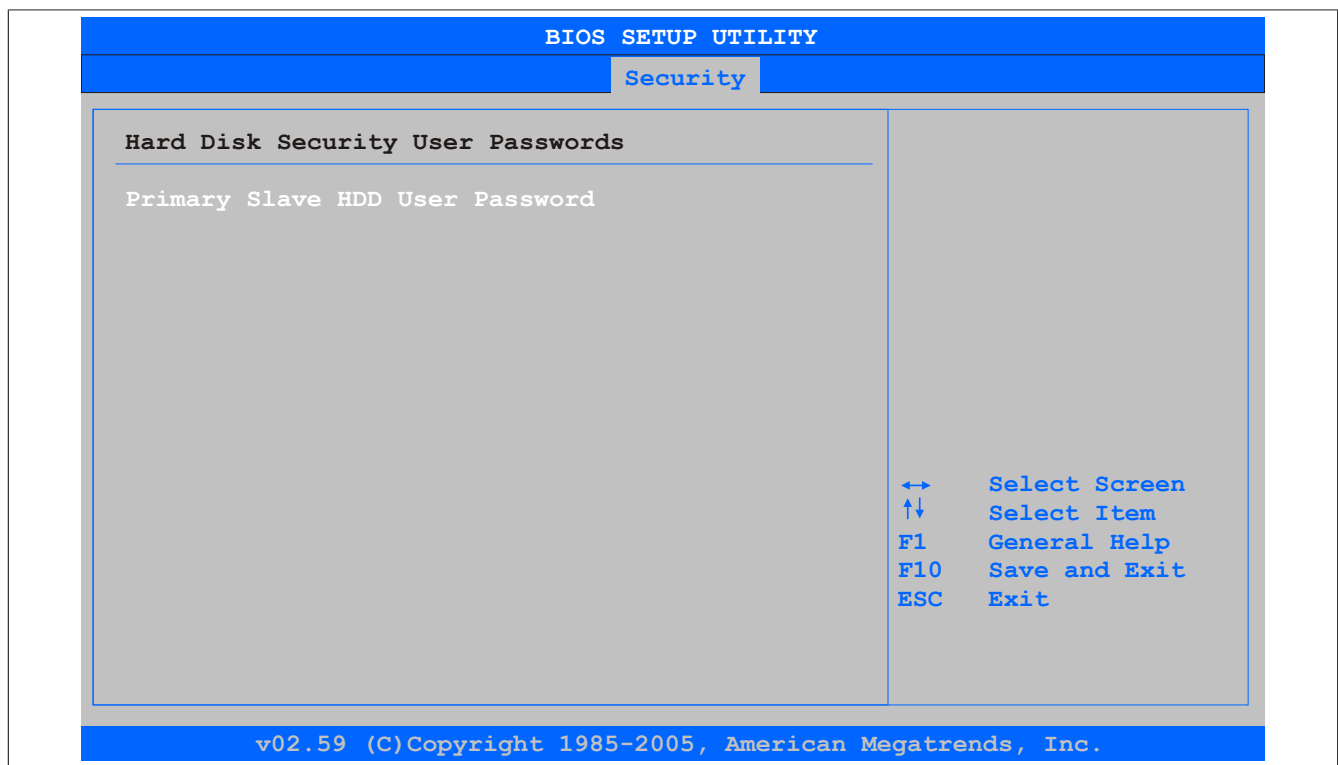 BIOS SETUP UTILITY
Security
Hard Disk Security User Passwords
Primary Slave HDD User Password
↔ Select Screen
↑↓ Select Item
F1 General Help
F10 Save and Exit
ESC Exit
v02.59 (C)Copyright 1985-2005, American Megatrends, Inc.